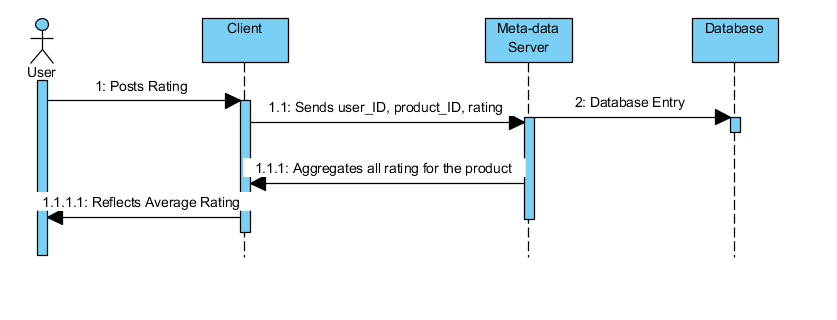 Client
Meta-data
Server
Database
User
1: Posts Rating
1.1: Sends user_ID, product_ID, rating
2: Database Entry
1.1.1: Aggregates all rating for the product
1.1.1.1: Reflects Average Rating